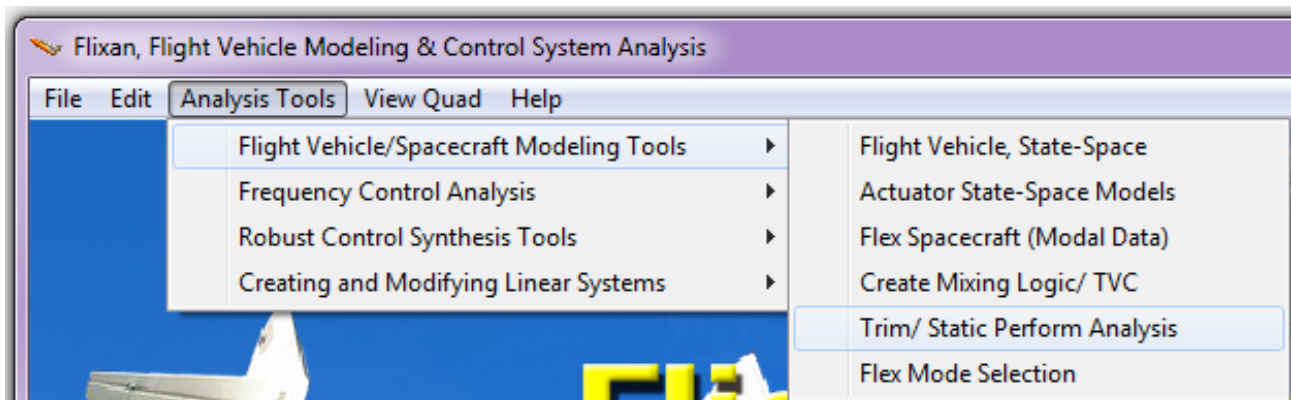 Flixan, Flight Vehicle Modeling & Control System Analysis
File Edit Analysis Tools View Quad Help
Flight Vehicle/Spacecraft Modeling Tools
Frequency Control Analysis
Robust Control Synthesis Tools
Creating and Modifying Linear Systems
Flight Vehicle, State-Space
Actuator State-Space Models
Flex Spacecraft (Modal Data)
Create Mixing Logic/ TVC
Trim/ Static Perform Analysis
Flex Mode Selection